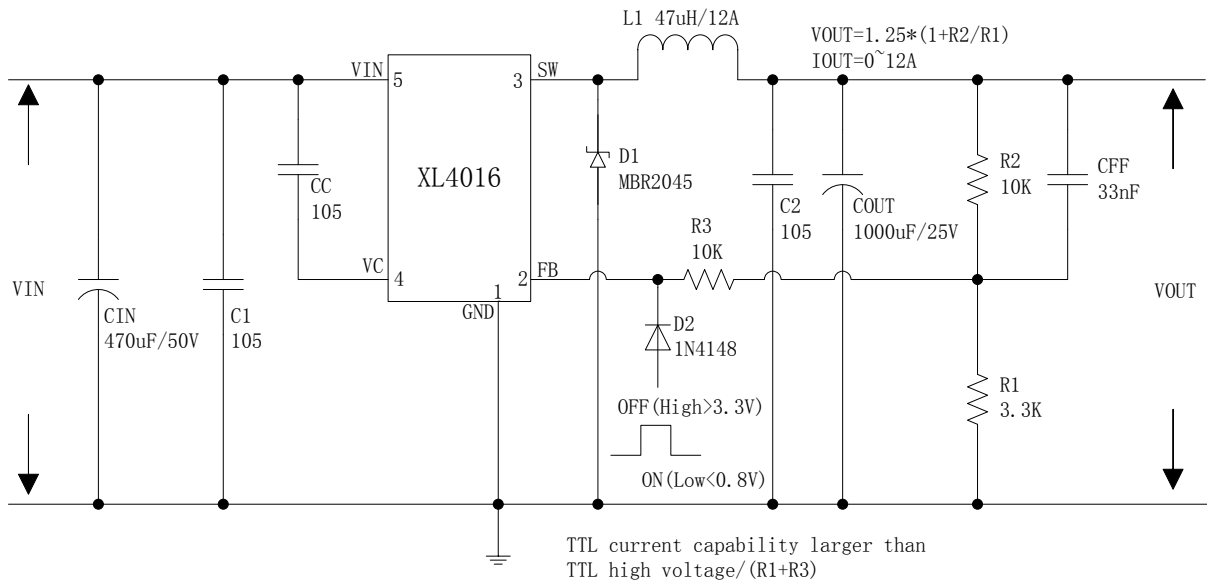 L1 47uH/12A
VOUT=1.25*(1+R2/R1)
IOUT=0~12A
VIN
5
3
SW
XL4016
CC
105
D1
MBR2045
R2
10K
CFF
33nF
C2
105
COUT
1000uF/25V
R3
10K
VC
4
2
FB
1
GND
VIN
VOUT
CIN
470uF/50V
C1
105
D2
1N4148
R1
3.3K
OFF(High>3.3V)
ON(Low<0.8V)
TTL current capability larger than
TTL high voltage/(R1+R3)